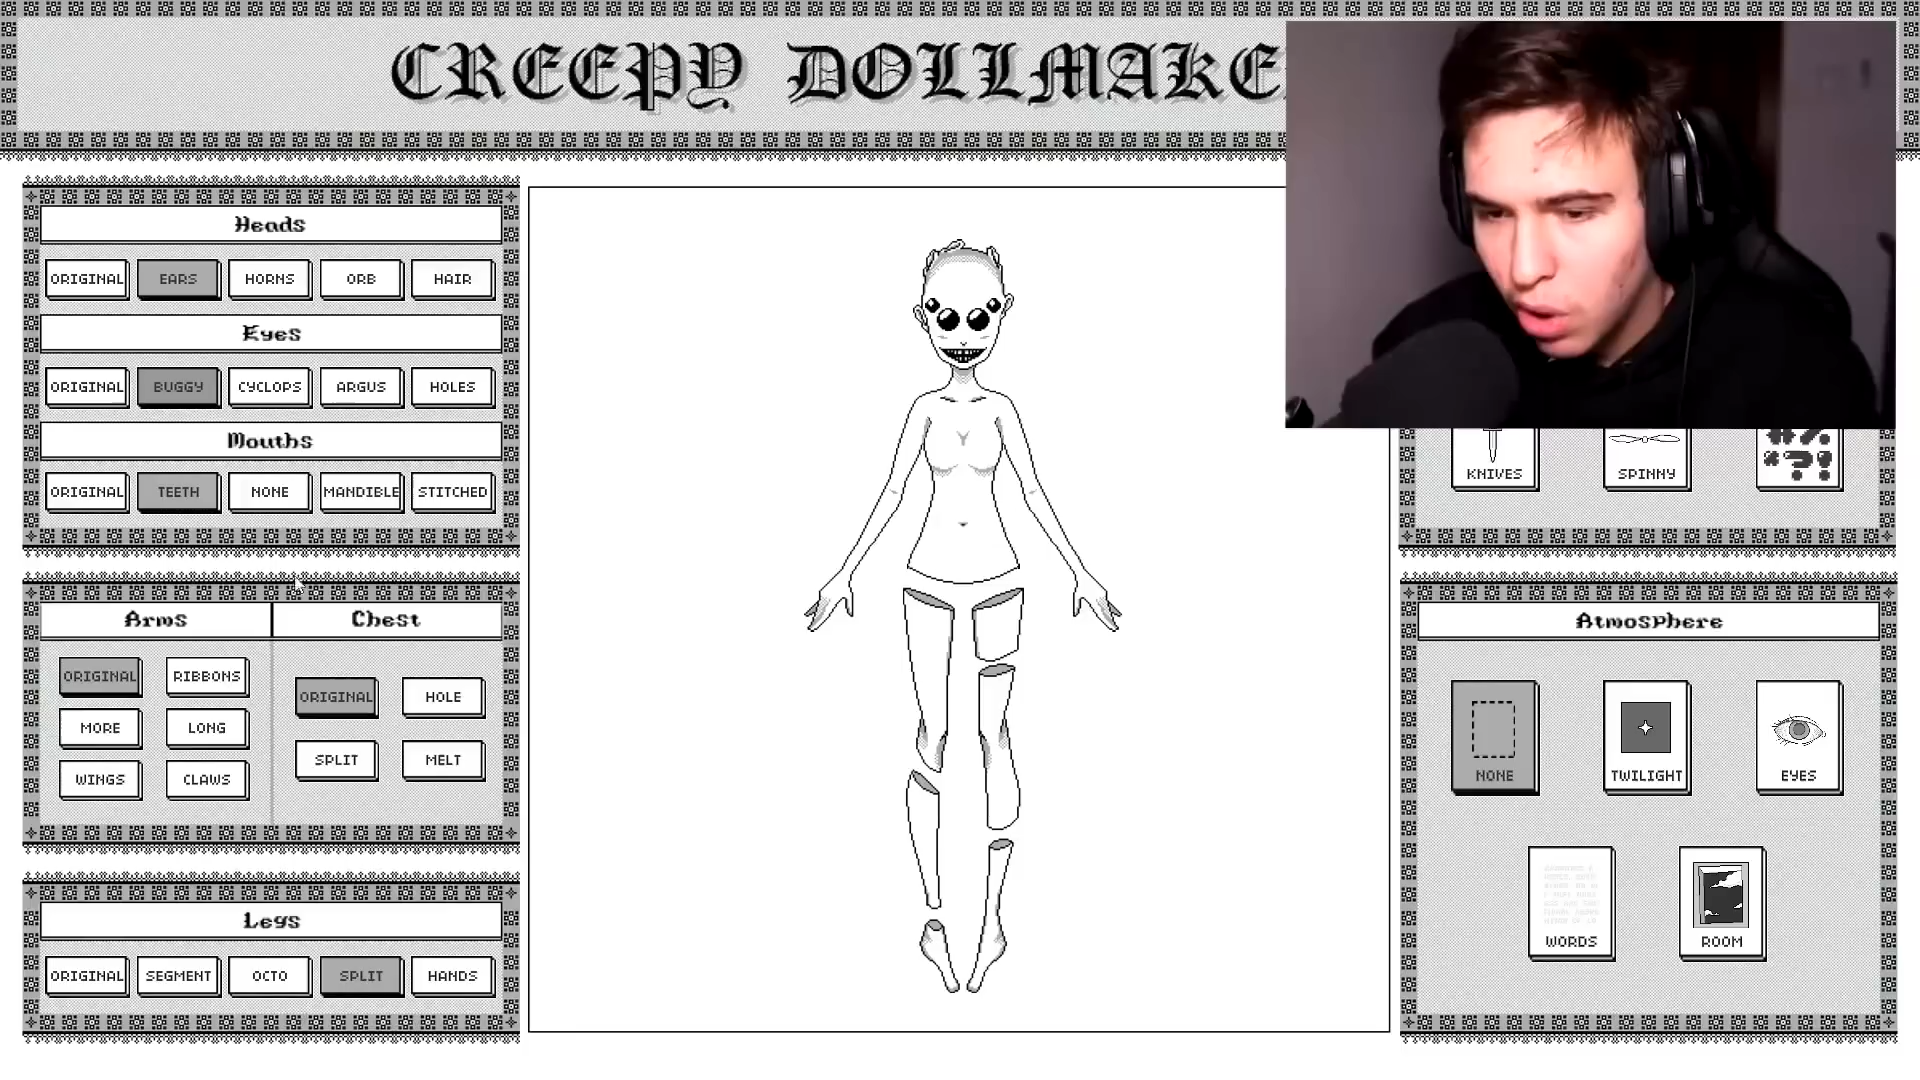 CREEPY DOLLMAKE
Heads
ORIGINAL EARS HORNS ORB HAIR
Eyes
ORIGINAL BUGGY CYCLOPS ARGUS HOLES
Mouths
ORIGINAL TEETH NONE MANDIBLE STITCHED
KNIVES SPINNY
Arms Chest
ORIGINAL RIBBONS ORIGINAL HOLE
MORE LONG SPLIT MELT
WINGS CLAWS
Legs
ORIGINAL SEGMENT OCTO SPLIT HANDS
Atmosphere
NONE TWILIGHT EYES
WORDS ROOM